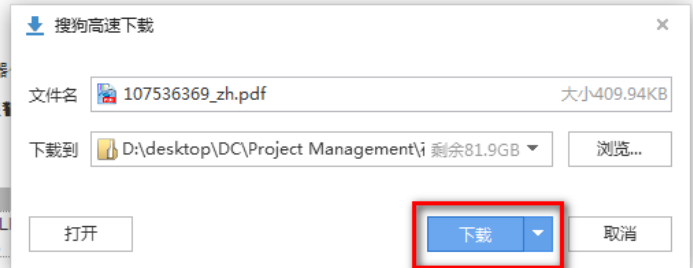 搜狗高速下载
文件名 107536369_zh.pdf 大小409.94KB
下载到 D:\desktop\DC\Project Management\ 剩余81.9GB 浏览...
打开 下载 取消